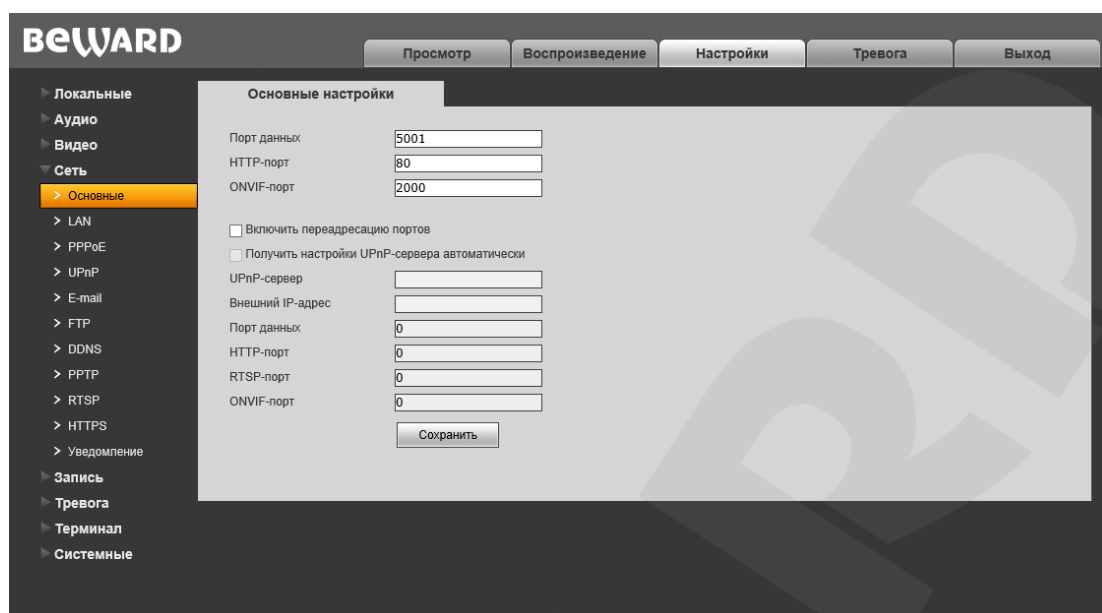 BEWARD
Просмотр Воспроизведение Настройки Тревога Выход
Локальные
Аудио
Видео
Сеть
> Основные
> LAN
> PPPoE
> UPnP
> E-mail
> FTP
> DDNS
> PPTP
> RTSP
> HTTPS
> Уведомление
Запись
Тревога
Терминал
Системные
Основные настройки
Порт данных 5001
HTTP-порт 80
ONVIF-порт 2000
Включить переадресацию портов
Получить настройки UPnP-сервера автоматически
UPnP-сервер
Внешний IP-адрес
Порт данных 0
HTTP-порт 0
RTSP-порт 0
ONVIF-порт 0
Сохранить